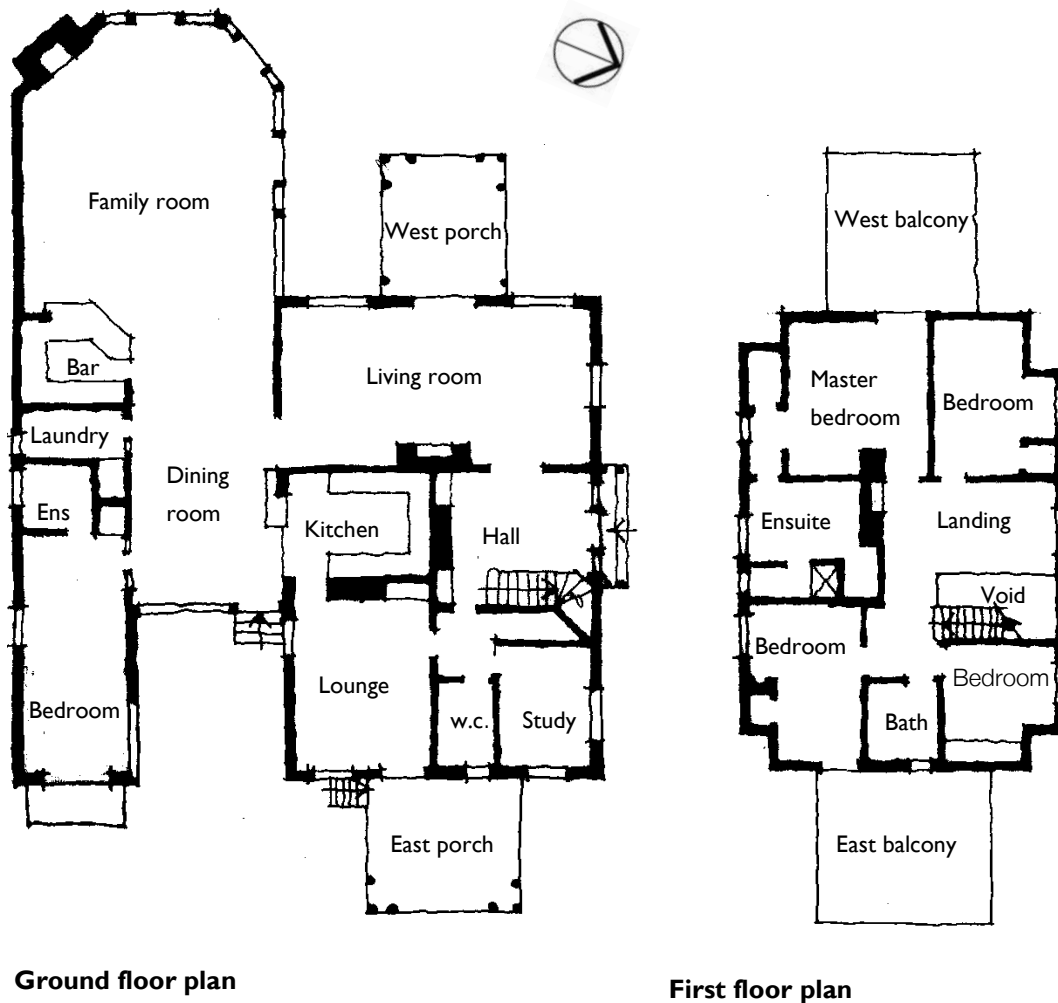 Family room
West porch
Bar
Living room
Laundry
Dining
room
Ens
Kitchen
Hall
Bedroom
Lounge
w.c.
Study
East porch
Ground floor plan
West balcony
Master
bedroom
Bedroom
Ensuite
Landing
Void
Bedroom
Bedroom
Bath
East balcony
First floor plan